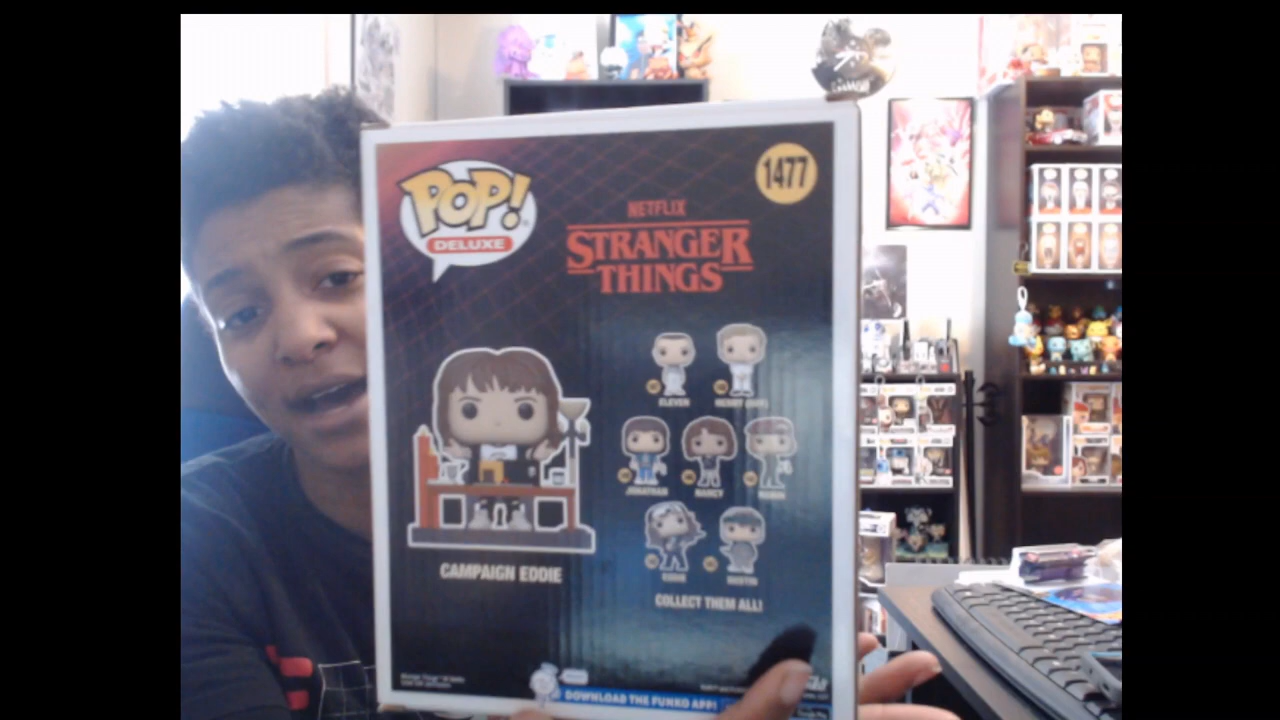 POP!
DELUXE
1477
NETFLIX
STRANGER
THINGS
ELEVEN
HENRY
JONATHAN
NANCY
ROBIN
EDDIE
DUSTIN
CAMPAIGN EDDIE
COLLECT THEM ALL!
DOWNLOAD THE FUNKO APP!